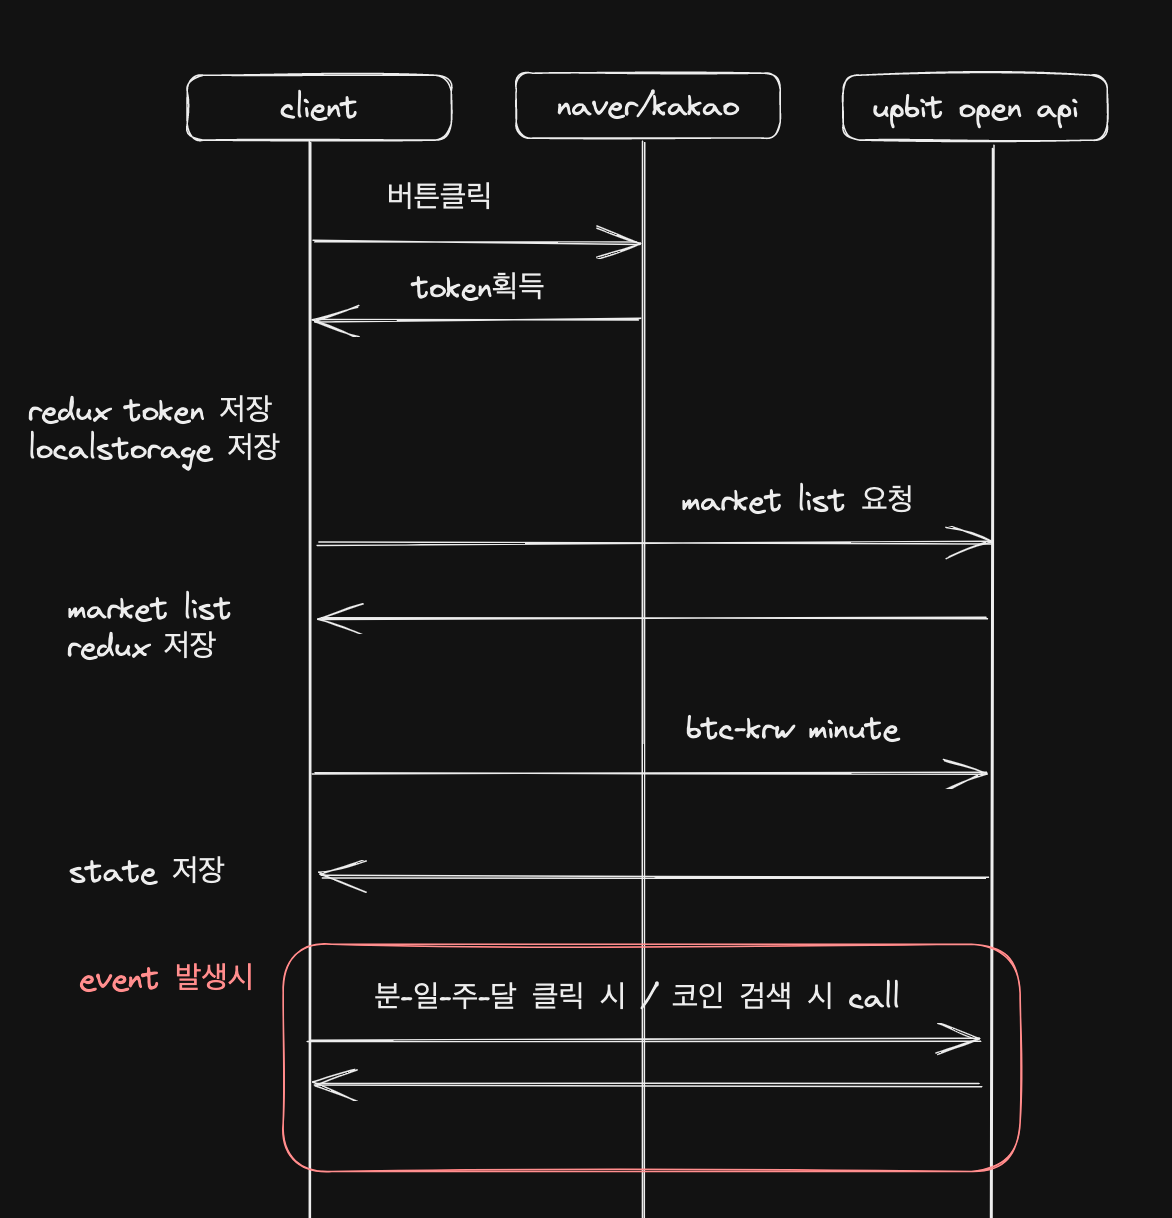 client
naver/kakao
upbit open api
버튼클릭
token획득
redux token 저장
localstorage 저장
market list 요청
market list
redux 저장
btc-krw minute
state 저장
event 발생시
분-일-주-달 클릭 시 / 코인 검색 시 call